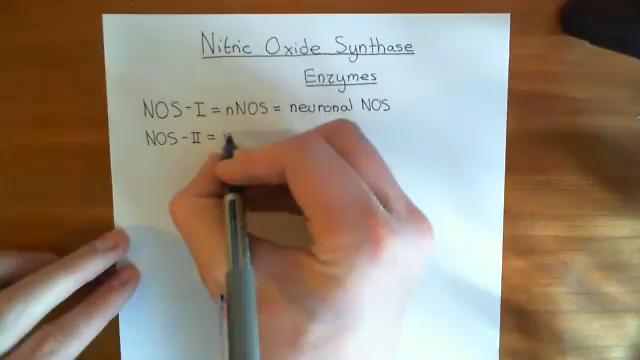 Nitric Oxide Synthase
Enzymes
NOS-I = nNOS = neuronal NOS
NOS-II =